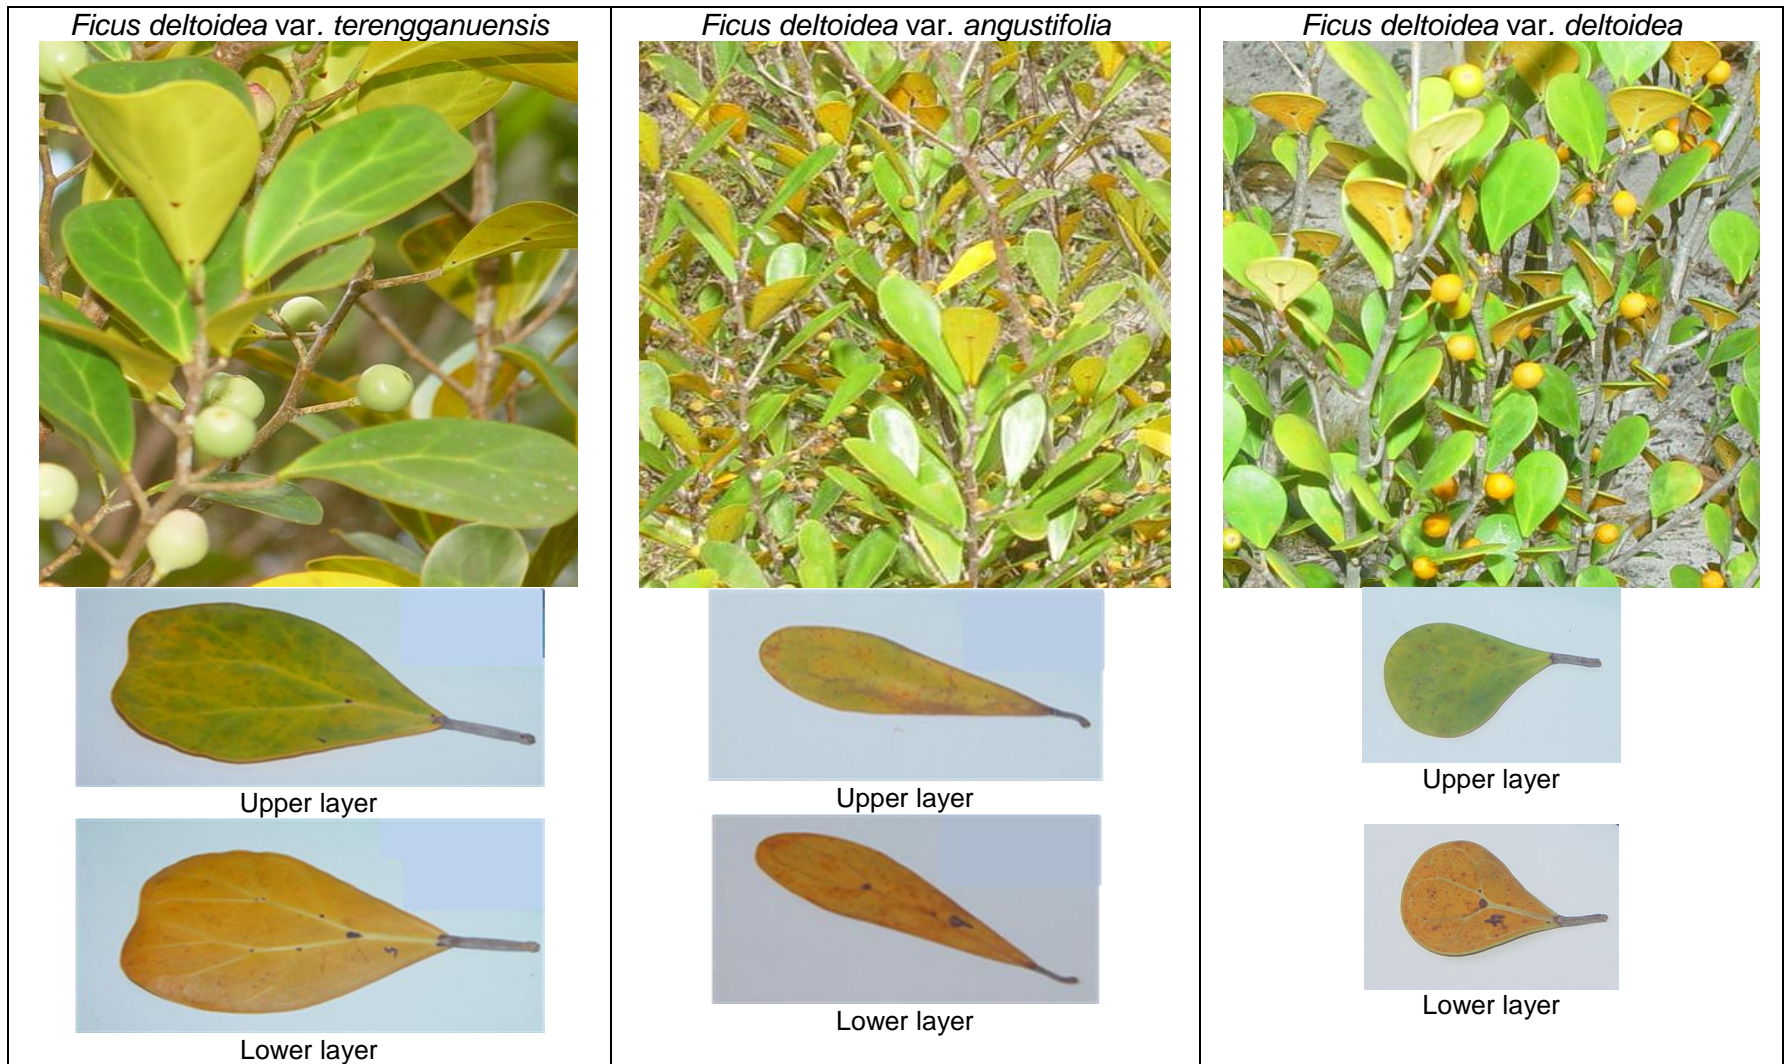 Ficus deltoidea var. terengganuensis
Upper layer
Lower layer
Ficus deltoidea var. angustifolia
Upper layer
Lower layer
Ficus deltoidea var. deltoidea
Upper layer
Lower layer